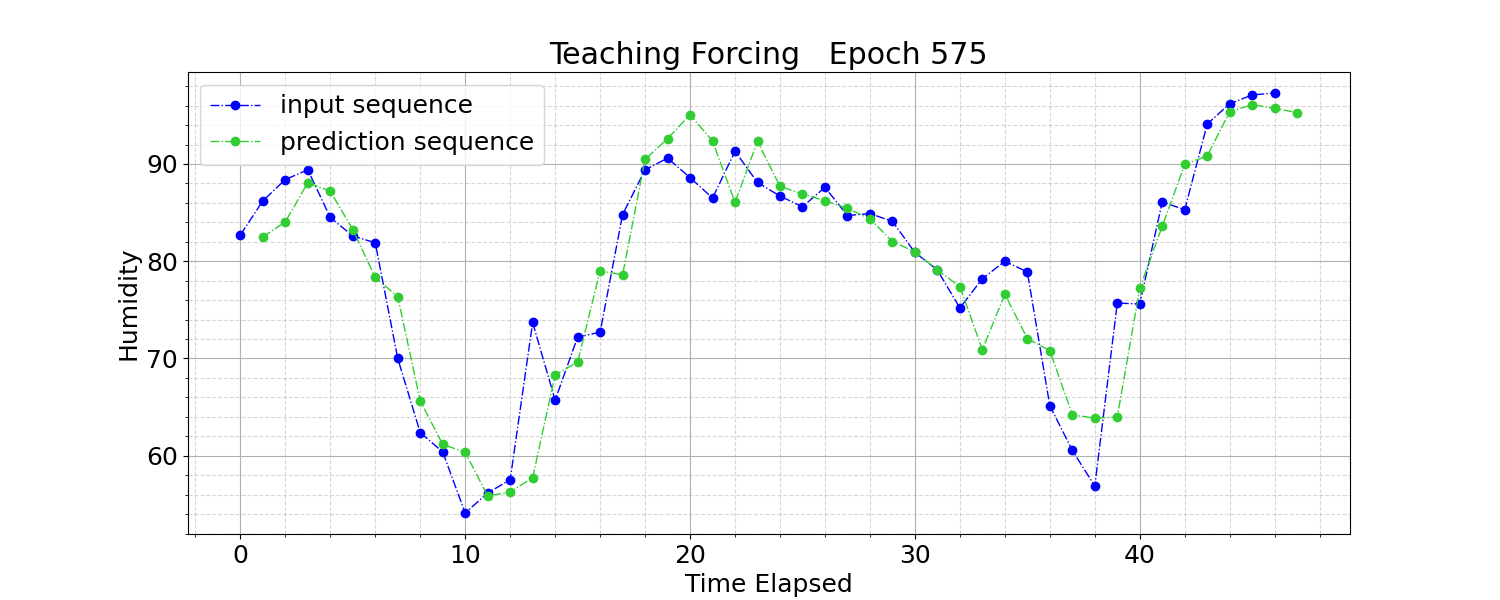 Teaching Forcing   Epoch 575
input sequence
prediction sequence
90
80
70
60
Humidity
0 10 20 30 40
Time Elapsed